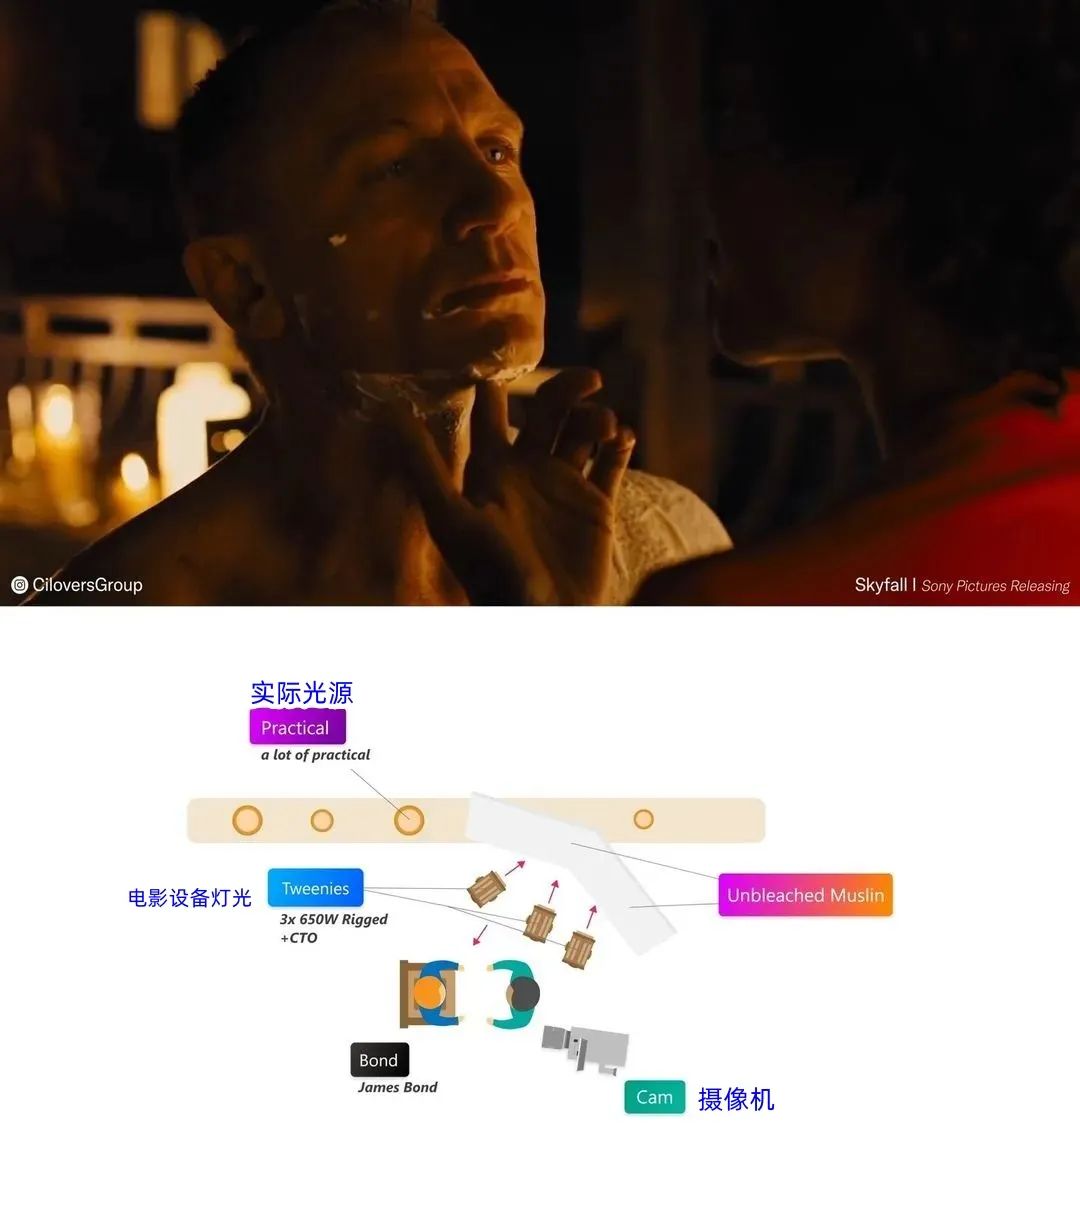 CiloversGroup
Skyfall | Sony Pictures Releasing
实际光源
Practical
a lot of practical
电影设备灯光
Tweenies
3x 650W Rigged
+CTO
Unbleached Muslin
Bond
James Bond
Cam
摄像机